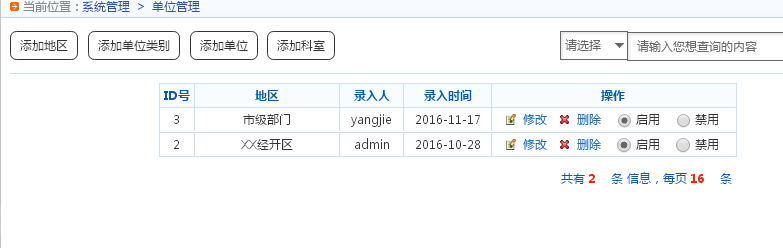 当前位置：系统管理 > 单位管理
添加地区 添加单位类别 添加单位 添加科室 请选择 请输入您想查询的内容
ID号 地区 录入人 录入时间 操作
3 市级部门 yangjie 2016-11-17 修改 删除 启用 禁用
2 XX经开区 admin 2016-10-28 修改 删除 启用 禁用
共有 2 条 信息，每页 16 条